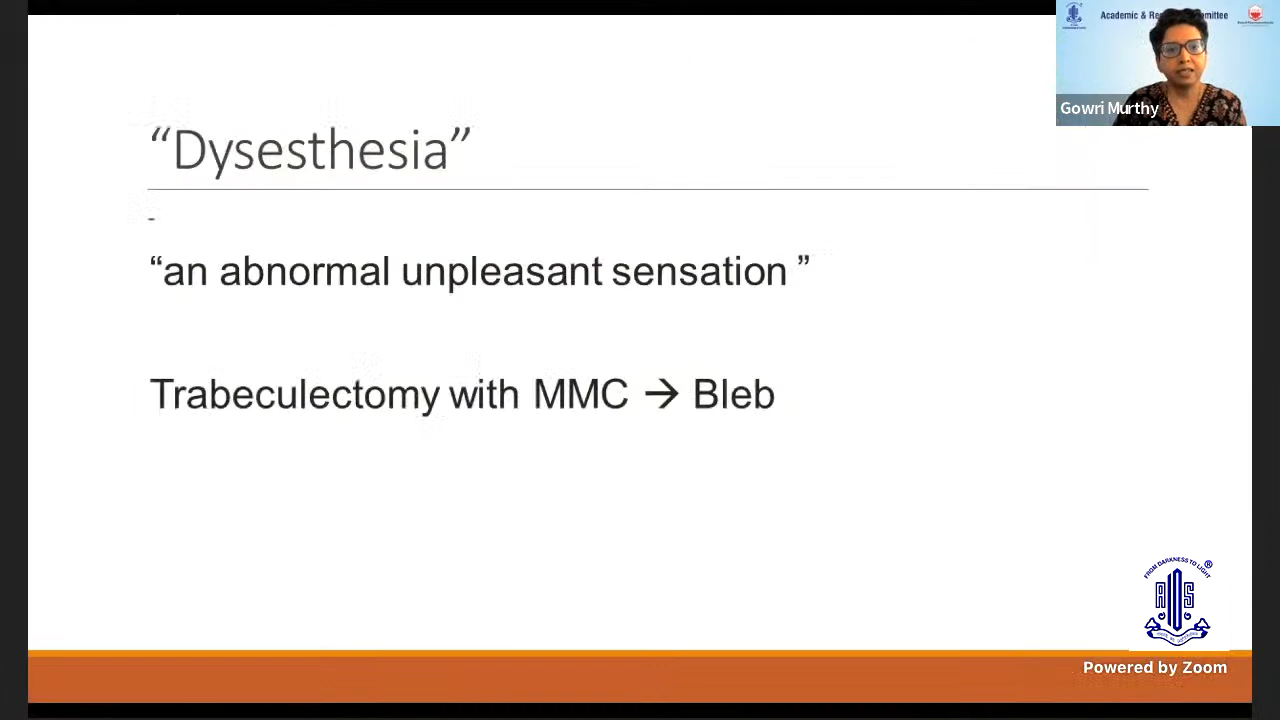 Academic & Re
mittee
Gowri Murthy
“Dysesthesia”
-
“an abnormal unpleasant sensation ”
Trabeculectomy with MMC → Bleb
FROM DARKNESS TO LIGHT
®
AIOS
Powered by Zoom